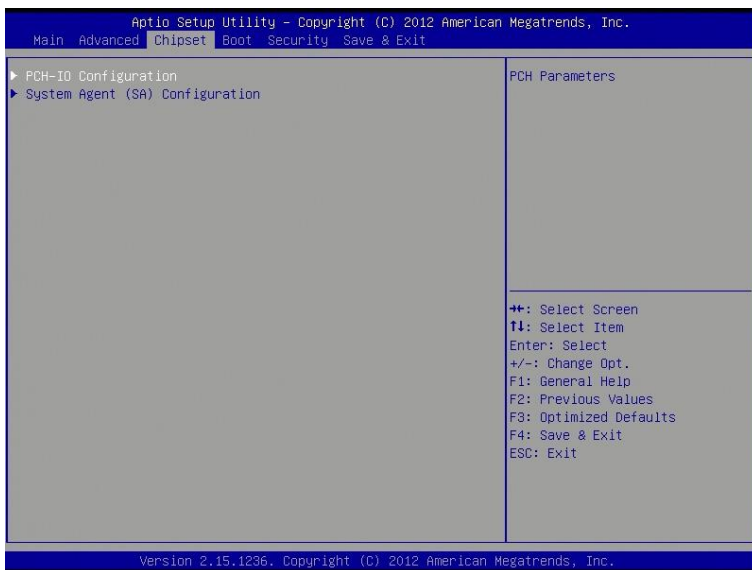 Aptio Setup Utility – Copyright (C) 2012 American Megatrends, Inc.
Main Advanced Chipset Boot Security Save & Exit
▶ PCH-IO Configuration
▶ System Agent (SA) Configuration
PCH Parameters
→←: Select Screen
↑↓: Select Item
Enter: Select
+/-: Change Opt.
F1: General Help
F2: Previous Values
F3: Optimized Defaults
F4: Save & Exit
ESC: Exit
Version 2.15.1236. Copyright (C) 2012 American Megatrends, Inc.